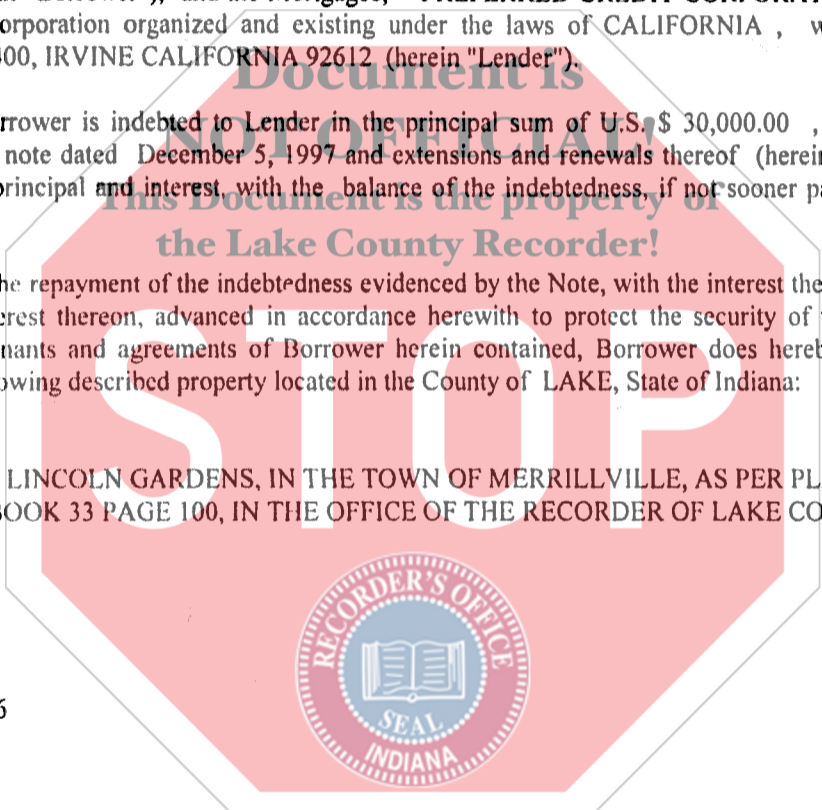 orporation organized and existing under the laws of CALIFORNIA , w
00, IRVINE CALIFORNIA 92612 (herein "Lender").
Document is
rrower is indebted to Lender in the principal sum of U.S. $ 30,000.00 ,
NOT OFFICIAL!
note dated December 5, 1997 and extensions and renewals thereof (herein
principal and interest, with the balance of the indebtedness, if not sooner pa
This Document is the property of
the Lake County Recorder!
he repayment of the indebtedness evidenced by the Note, with the interest the
erest thereon, advanced in accordance herewith to protect the security of
nants and agreements of Borrower herein contained, Borrower does hereb
owing described property located in the County of LAKE, State of Indiana:
STOP
LINCOLN GARDENS, IN THE TOWN OF MERRILLVILLE, AS PER PL
BOOK 33 PAGE 100, IN THE OFFICE OF THE RECORDER OF LAKE CO
RECORDER'S OFFICE
SEAL
INDIANA
6